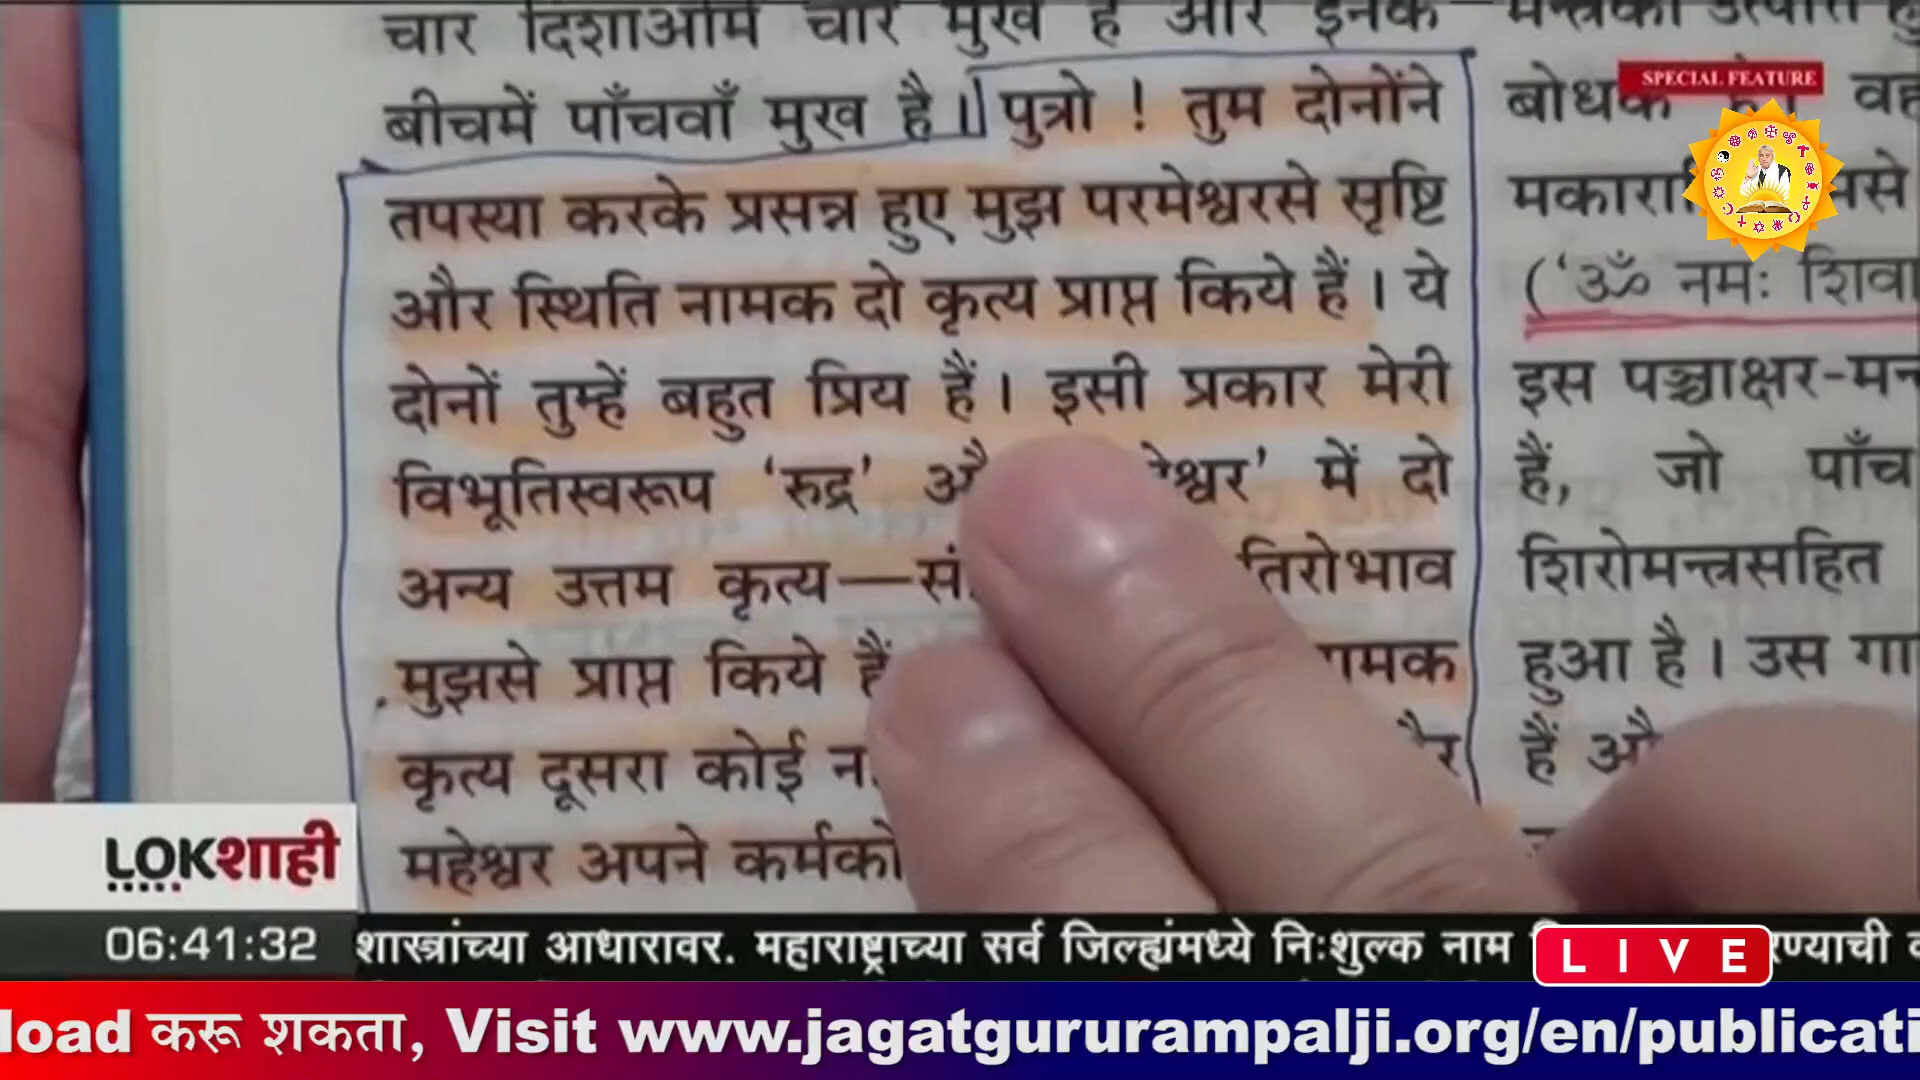 चार दिशाओंमें चार मुख हैं और इनके
बीचमें पाँचवाँ मुख है। पुत्रो ! तुम दोनोंने
तपस्या करके प्रसन्न हुए मुझ परमेश्वरसे सृष्टि
और स्थिति नामक दो कृत्य प्राप्त किये हैं। ये
दोनों तुम्हें बहुत प्रिय हैं। इसी प्रकार मेरी
विभूतिस्वरूप ‘रुद्र’ और श्वर’ में दो
अन्य उत्तम कृत्य—सं तिरोभाव
मुझसे प्राप्त किये हैं नामक
कृत्य दूसरा कोई
महेश्वर अपने कर्मको
मन्त्रकी उत्पत्ति
बोधक वह
मकारा
(‘ॐ नमः शिवा
इस पञ्चाक्षर-मन्
हैं, जो पाँच
शिरोमन्त्रसहित
हुआ है। उस गा
हैं औ
SPECIAL FEATURE
LOKशाही
06:41:32
शास्त्रांच्या आधारावर. महाराष्ट्राच्या सर्व जिल्ह्यंमध्ये निःशुल्क नाम
LIVE
load करू शकता, Visit www.jagatgururampalji.org/en/publicati